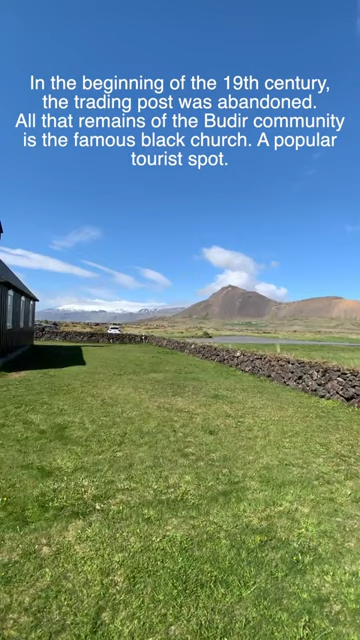 In the beginning of the 19th century,
the trading post was abandoned.
All that remains of the Budir community
is the famous black church. A popular
tourist spot.